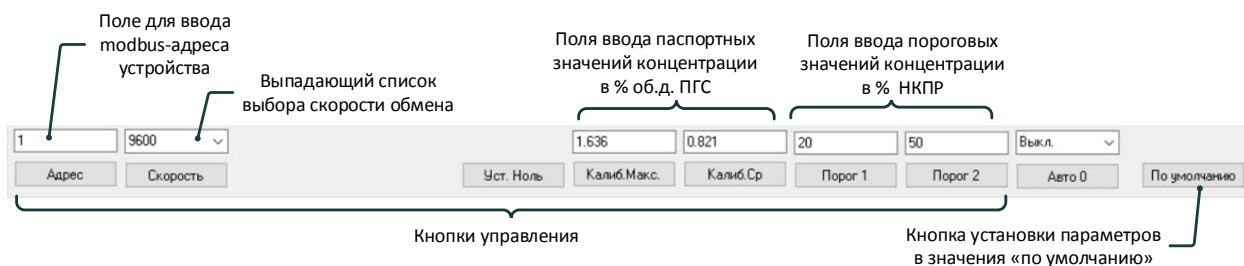 Поле для ввода
modbus-адреса
устройства
Выпадающий список
выбора скорости обмена
Поля ввода паспортных
значений концентрации
в % об.д. ПГС
Поля ввода пороговых
значений концентрации
в % НКПР
1 9600 1.636 0.821 20 50 Выкл.
Адрес Скорость Уст. Ноль Калиб.Макс. Калиб.Ср Порог 1 Порог 2 Авто 0 По умолчанию
Кнопки управления
Кнопка установки параметров
в значения «по умолчанию»